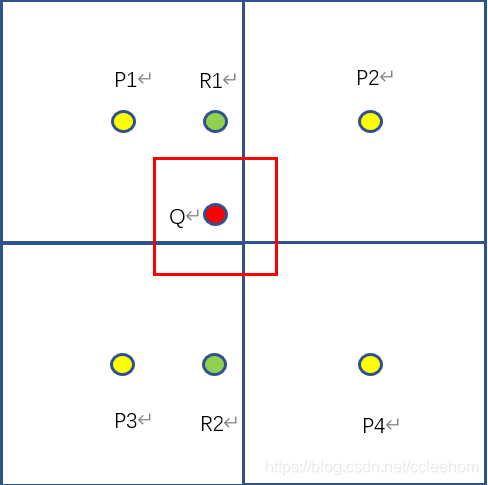 P1↵
R1↵
P2↵
Q↵
P3↵
R2↵
P4↵
https://blog.csdn.net/ccleehom